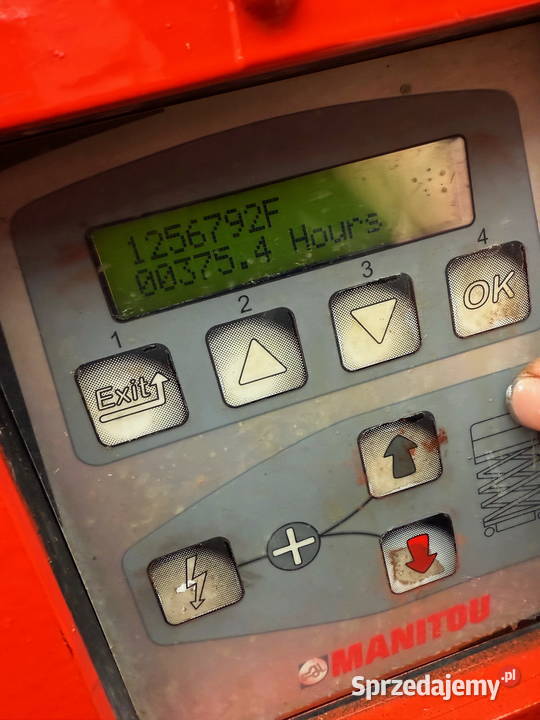 1256792F
00375.4 Hours
1
2
3
4
Exit
OK
MANITOU
Sprzedajemy.pl